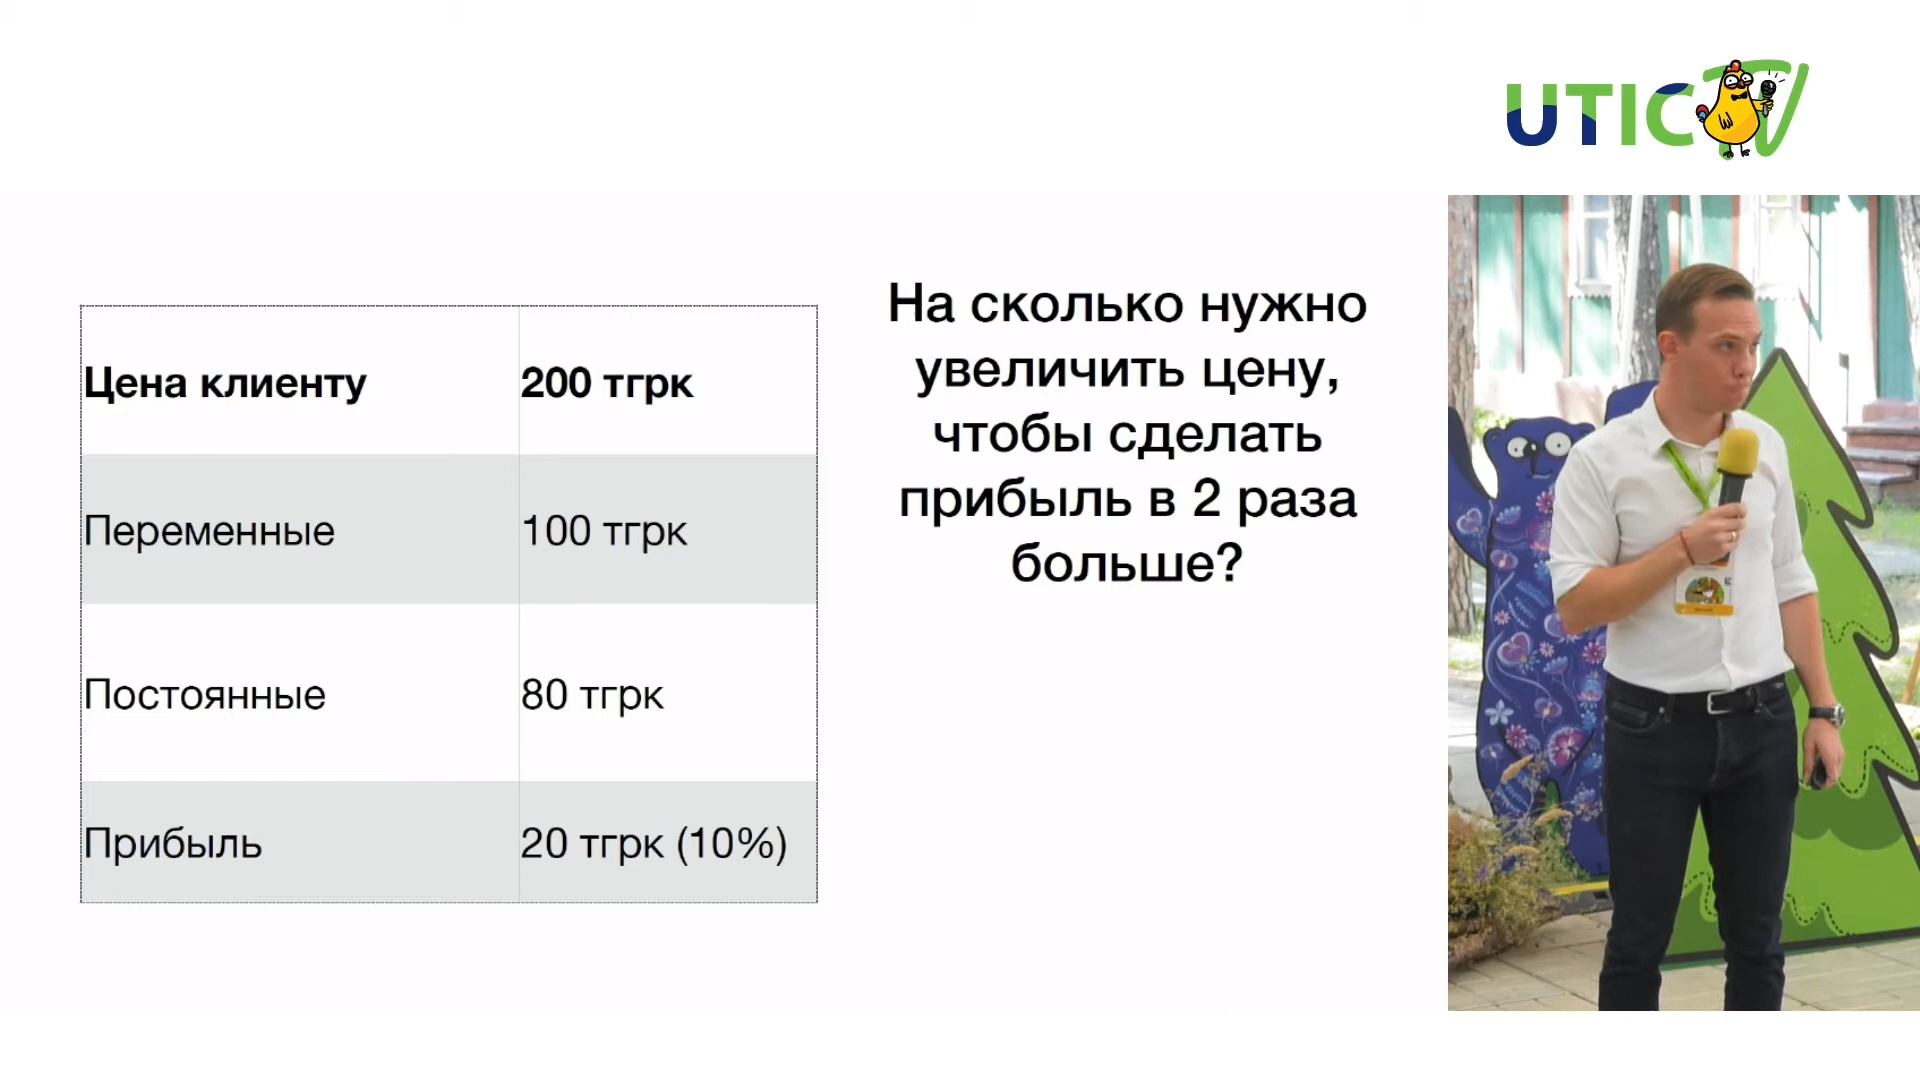 UTIC TV
Цена клиенту 200 тгрк
Переменные 100 тгрк
Постоянные 80 тгрк
Прибыль 20 тгрк (10%)
На сколько нужно
увеличить цену,
чтобы сделать
прибыль в 2 раза
больше?